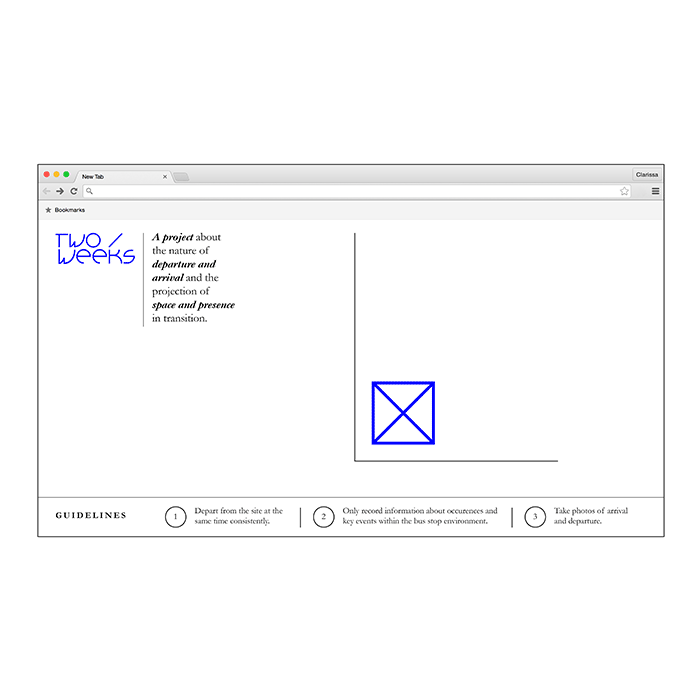 New Tab
Clarissa
Bookmarks
TWO /
WEEKS
A project about
the nature of
departure and
arrival and the
projection of
space and presence
in transition.
GUIDELINES
1
Depart from the site at the
same time consistently.
2
Only record information about occurences and
key events within the bus stop environment.
3
Take photos of arrival
and departure.